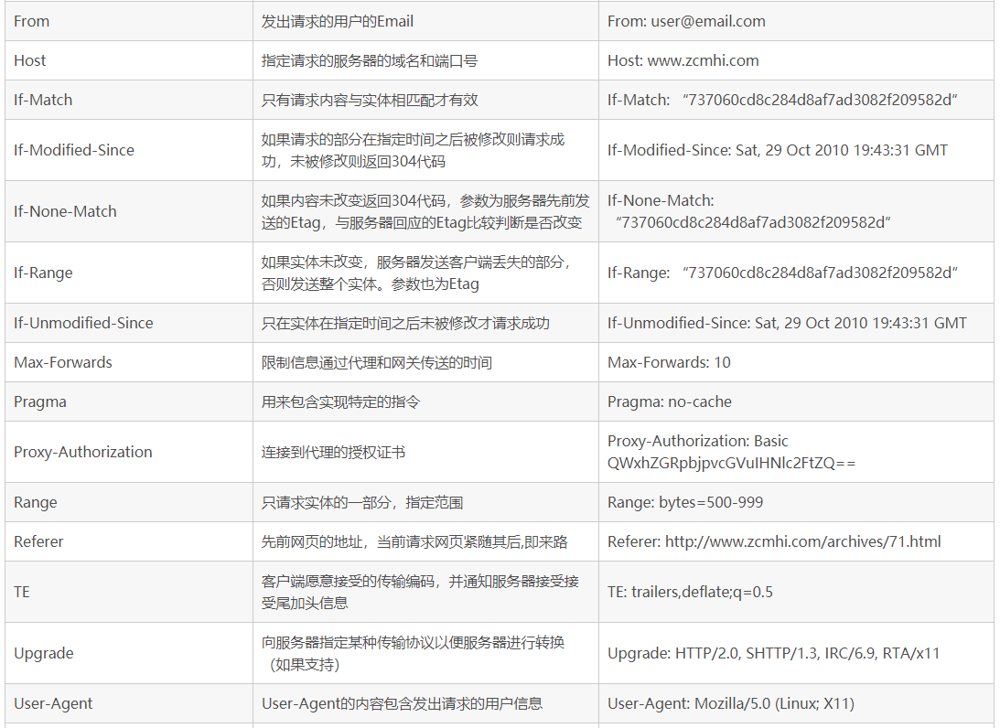 From 发出请求的用户的Email From: user@email.com
Host 指定请求的服务器的域名和端口号 Host: www.zcmhi.com
If-Match 只有请求内容与实体相匹配才有效 If-Match: “737060cd8c284d8af7ad3082f209582d“
If-Modified-Since 如果请求的部分在指定时间之后被修改则请求成 If-Modified-Since: Sat, 29 Oct 2010 19:43:31 GMT
功，未被修改则返回304代码
If-None-Match 如果内容未改变返回304代码，参数为服务器先前发 If-None-Match:
送的Etag，与服务器回应的Etag比较判断是否改变 “737060cd8c284d8af7ad3082f209582d“
If-Range 如果实体未改变，服务器发送客户端丢失的部分， If-Range: “737060cd8c284d8af7ad3082f209582d“
否则发送整个实体。参数也为Etag
If-Unmodified-Since 只在实体在指定时间之后未被修改才请求成功 If-Unmodified-Since: Sat, 29 Oct 2010 19:43:31 GMT
Max-Forwards 限制信息通过代理和网关传送的时间 Max-Forwards: 10
Pragma 用来包含实现特定的指令 Pragma: no-cache
Proxy-Authorization 连接到代理的授权证书 Proxy-Authorization: Basic
QWxhZGRpbjpvcGVuIHNlc2FtZQ==
Range 只请求实体的一部分，指定范围 Range: bytes=500-999
Referer 先前网页的地址，当前请求网页紧随其后,即来路 Referer: http://www.zcmhi.com/archives/71.html
TE 客户端愿意接受的传输编码，并通知服务器接受接 TE: trailers,deflate;q=0.5
受尾加头信息
Upgrade 向服务器指定某种传输协议以便服务器进行转换 Upgrade: HTTP/2.0, SHTTP/1.3, IRC/6.9, RTA/x11
（如果支持）
User-Agent User-Agent的内容包含发出请求的用户信息 User-Agent: Mozilla/5.0 (Linux; X11)